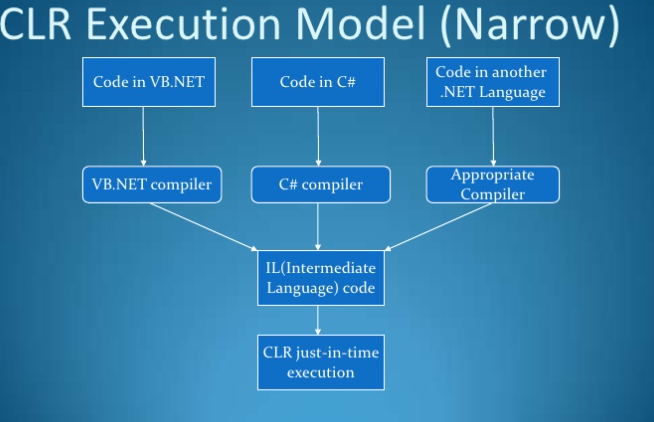 CLR Execution Model (Narrow)
Code in VB.NET
Code in C#
Code in another
.NET Language
VB.NET compiler
C# compiler
Appropriate
Compiler
IL(Intermediate
Language) code
CLR just-in-time
execution